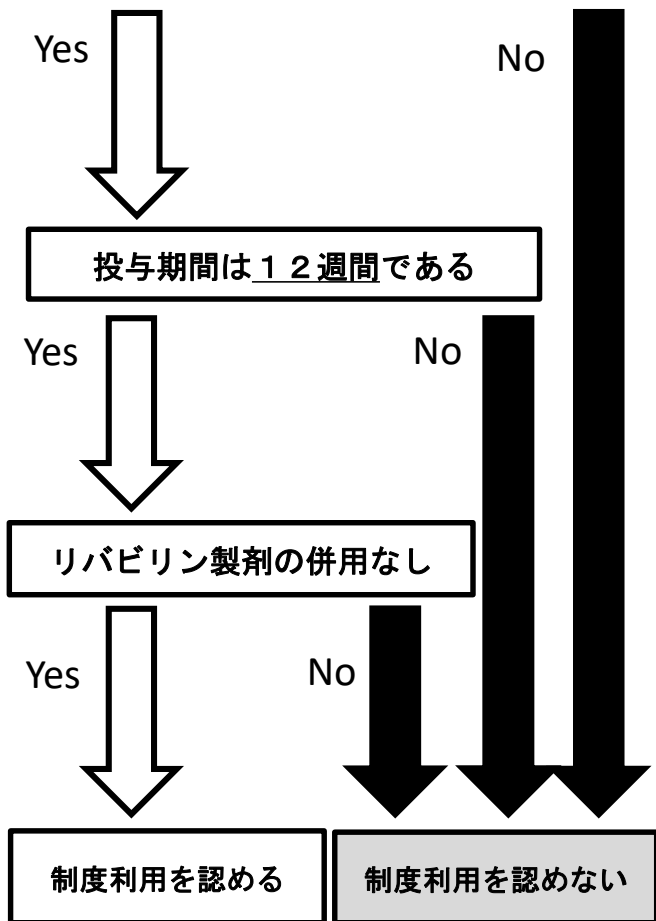 Yes
No
投与期間は１２週間である
Yes
No
リバビリン製剤の併用なし
Yes
No
制度利用を認める
制度利用を認めない